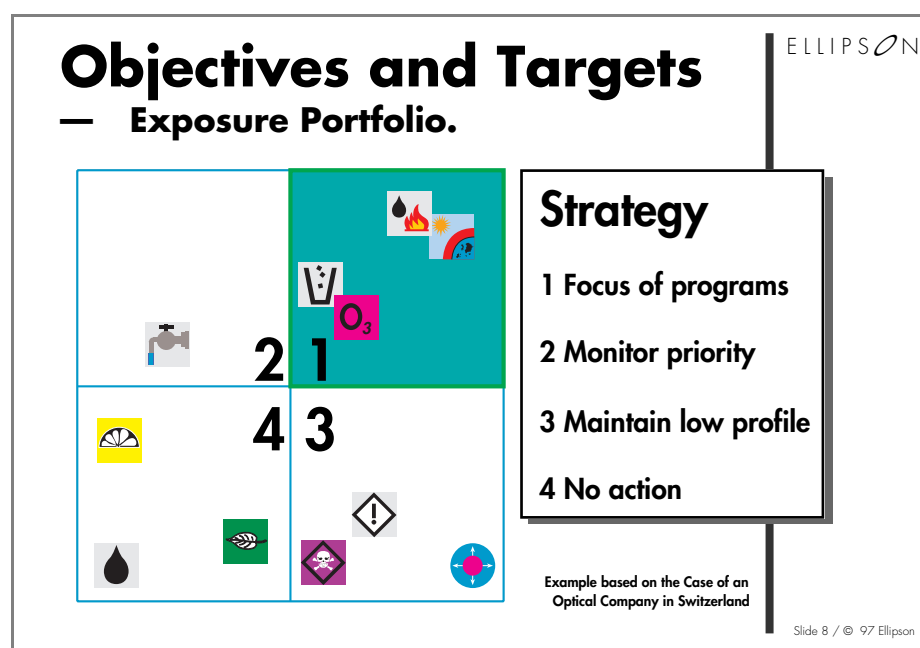 Objectives and Targets
— Exposure Portfolio.
ELLIPSON
O3
2 1
4 3
!
Strategy
1 Focus of programs
2 Monitor priority
3 Maintain low profile
4 No action
Example based on the Case of an
Optical Company in Switzerland
Slide 8 / © 97 Ellipson